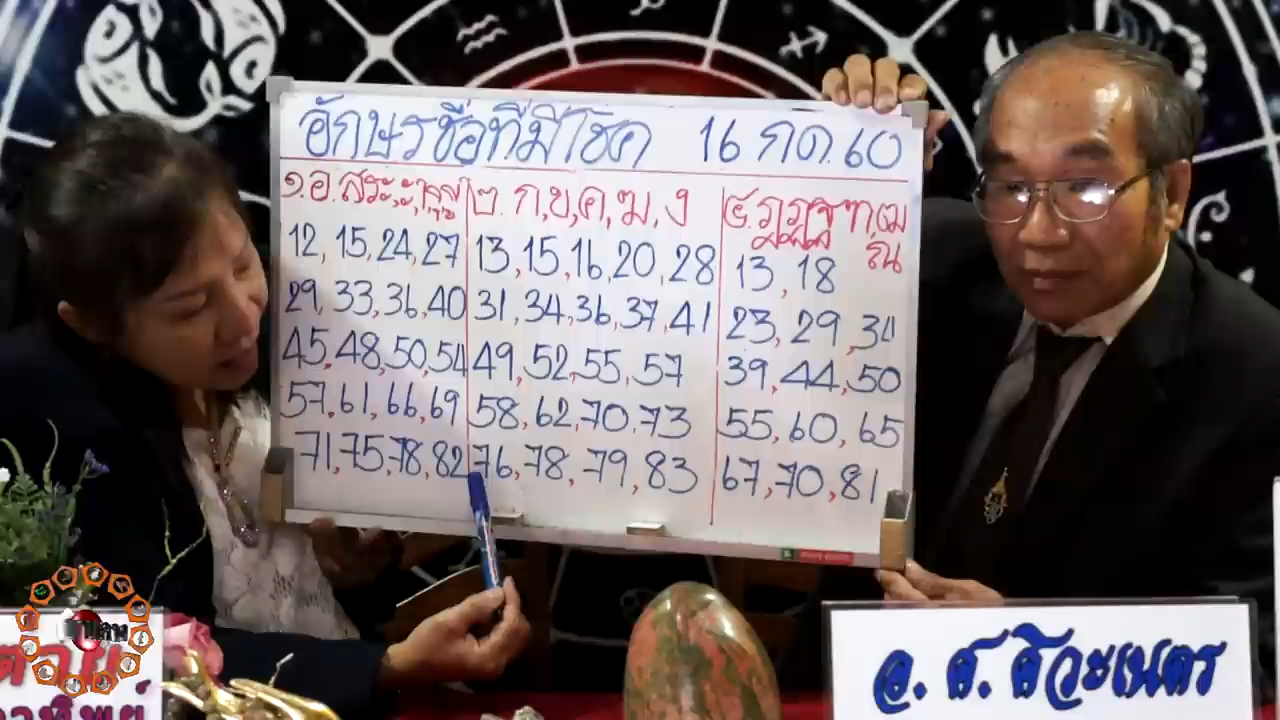 อักษรชื่อที่มีโชค 16 กค. 60
๑. อ. สระ
12, 15, 24, 27
29, 33, 36, 40
45, 48, 50, 54
57, 61, 66, 69
71, 75, 78, 82
๒. ก, ข, ค, ฆ, ง
13, 15, 16, 20, 28
31, 34, 36, 37, 41
49, 52, 55, 57
58, 62, 70, 73
76, 78, 79, 83
๔. ฎ ฏ ฐ ฑ ฒ
ณ
13, 18
23, 29, 34
39, 44, 50
55, 60, 65
67, 70, 81
อ. ส. ศิวะเนตร